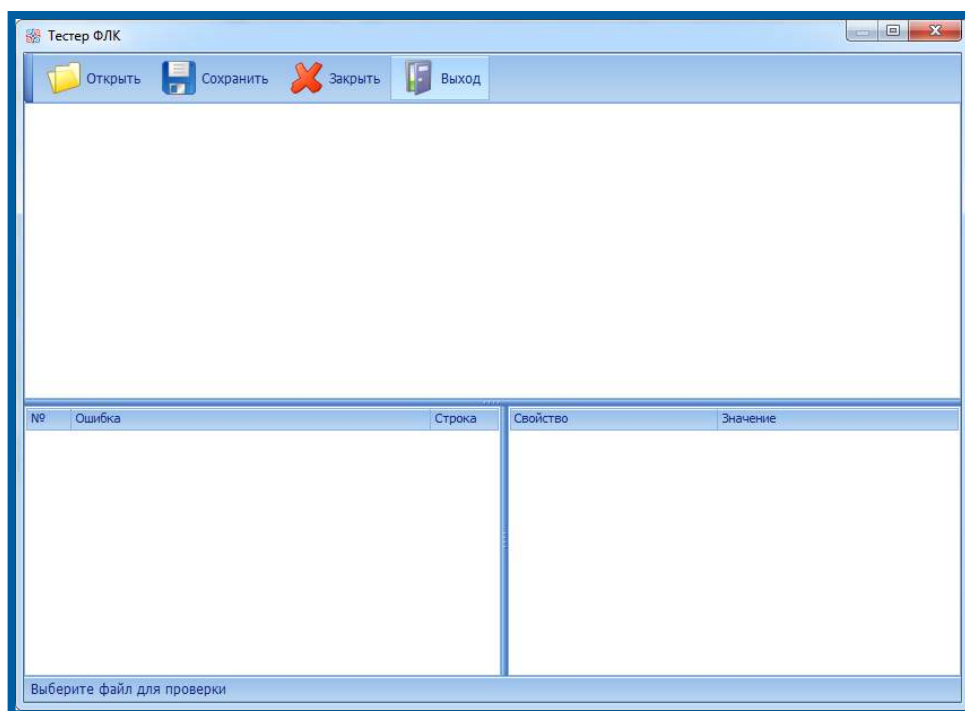 Тестер ФЛК
Открыть Сохранить Закрыть Выход
№ Ошибка Строка Свойство Значение
Выберите файл для проверки